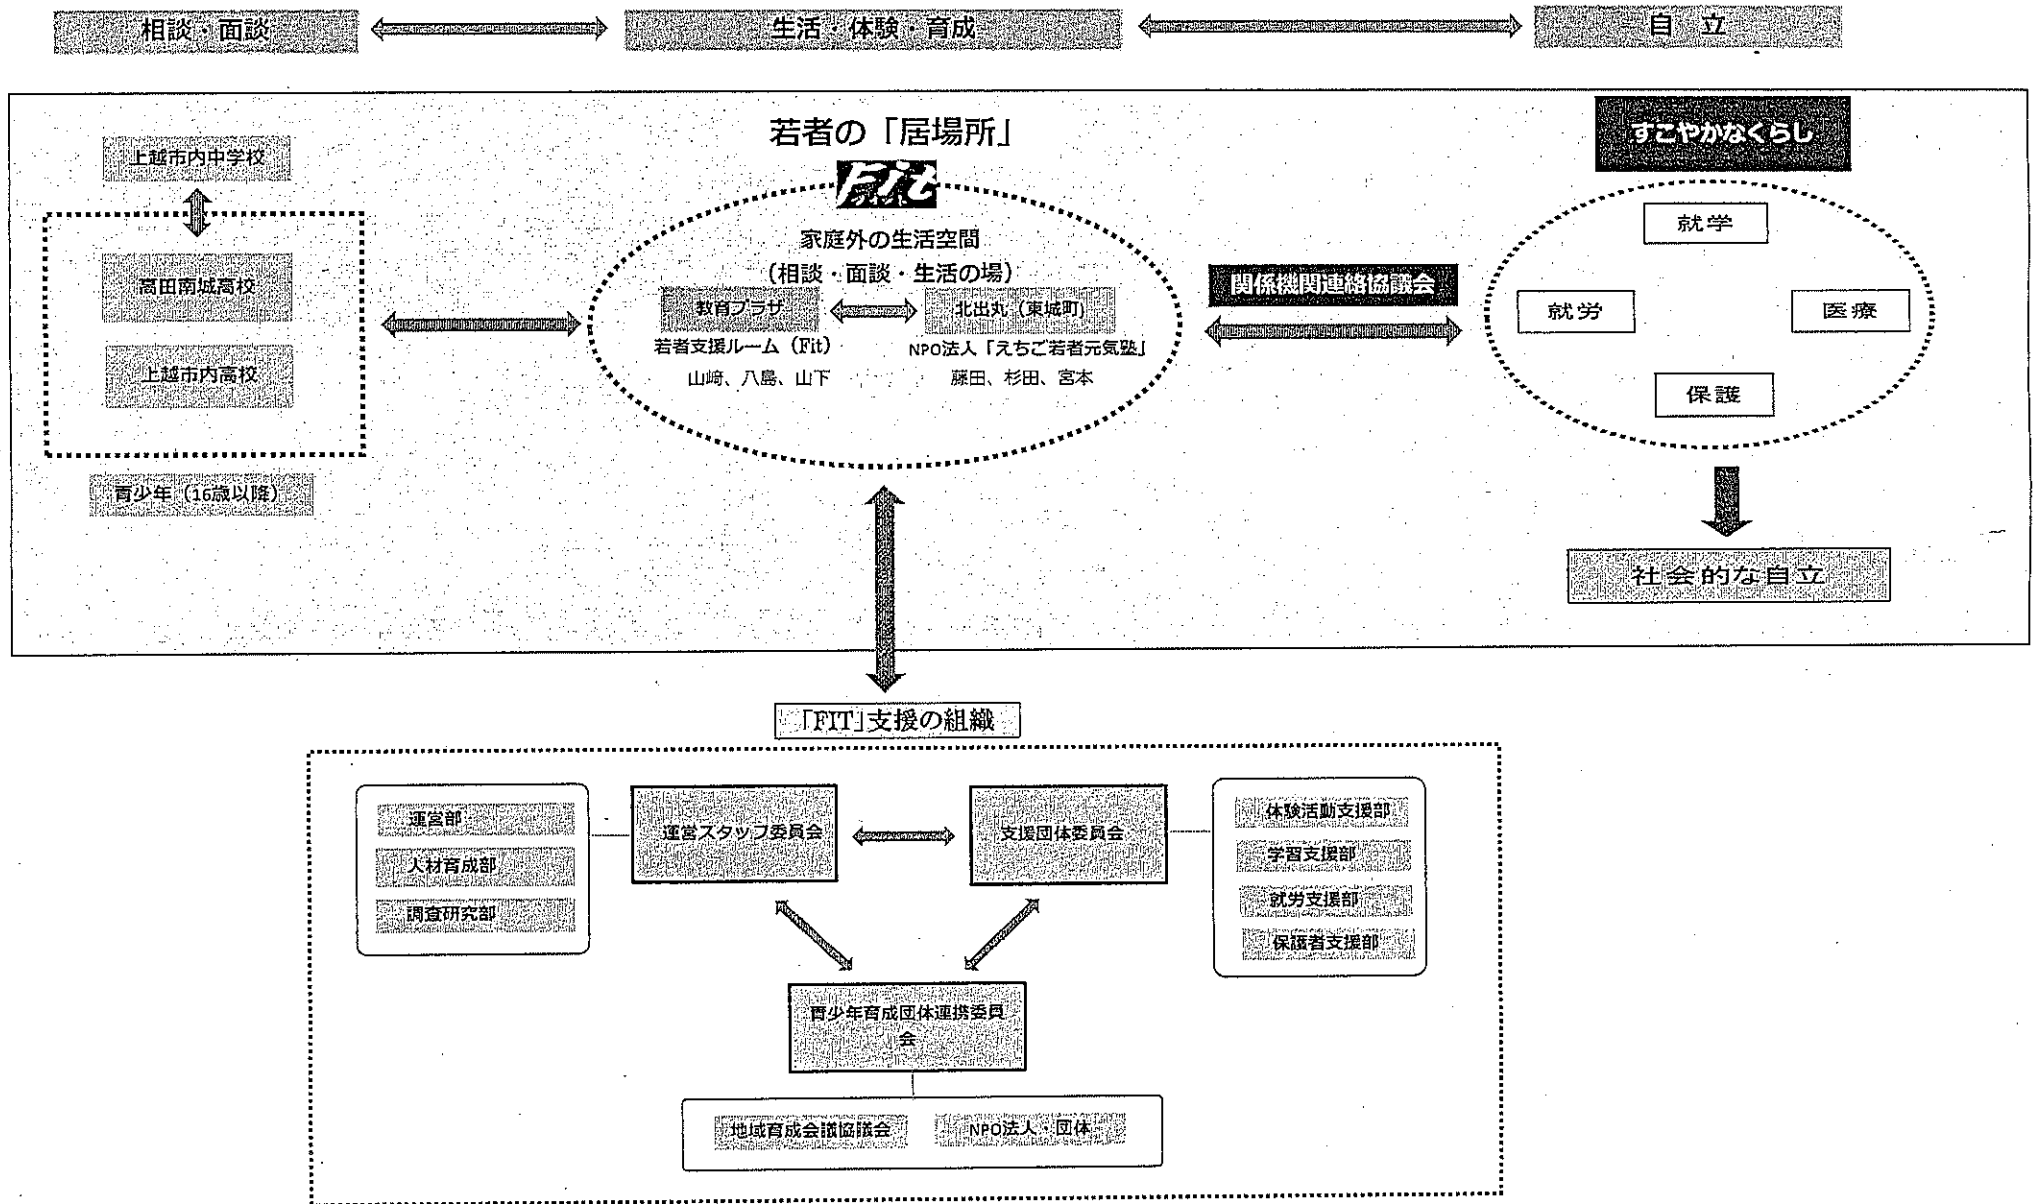 相談・面談
生活・体験・育成
自 立
若者の「居場所」
すこやかなくらし
上越市内中学校
Fit
高田南城高校
上越市内高校
青少年（16歳以降）
家庭外の生活空間
（相談・面談・生活の場）
教育プラザ
北出丸（東城町）
若者支援ルーム（Fit）
NPO法人「えちご若者元気塾」
山﨑、八島、山下
藤田、杉田、宮本
関係機関連絡協議会
就学
就労
医療
保護
社会的な自立
「FIT」支援の組織
運営部
人材育成部
調査研究部
運営スタッフ委員会
支援団体委員会
体験活動支援部
学習支援部
就労支援部
保護者支援部
青少年育成団体連携委員
会
地域育成会議協議会
NPO法人・団体